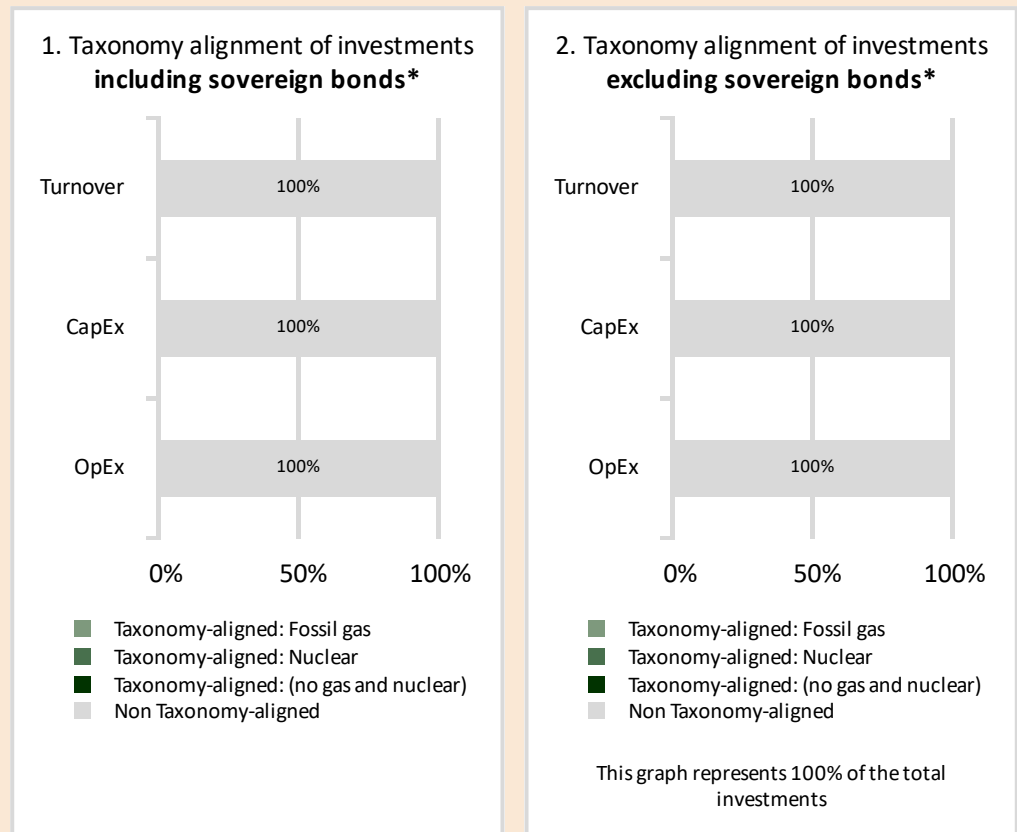 1. Taxonomy alignment of investments
including sovereign bonds*
Turnover
100%
CapEx
100%
OpEx
100%
0% 50% 100%
Taxonomy-aligned: Fossil gas
Taxonomy-aligned: Nuclear
Taxonomy-aligned: (no gas and nuclear)
Non Taxonomy-aligned
2. Taxonomy alignment of investments
excluding sovereign bonds*
Turnover
100%
CapEx
100%
OpEx
100%
0% 50% 100%
Taxonomy-aligned: Fossil gas
Taxonomy-aligned: Nuclear
Taxonomy-aligned: (no gas and nuclear)
Non Taxonomy-aligned
This graph represents 100% of the total
investments